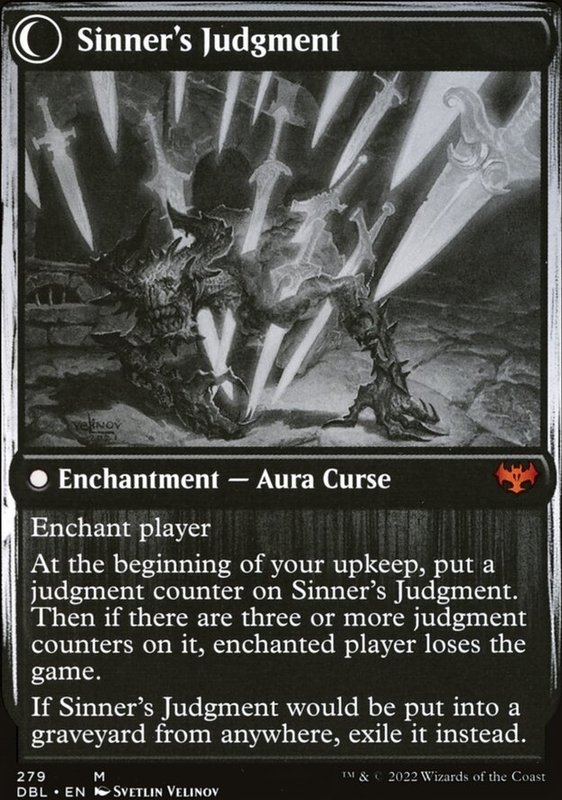 Sinner's Judgment
VELINOV
Enchantment — Aura Curse
Enchant player
At the beginning of your upkeep, put a
judgment counter on Sinner's Judgment.
Then if there are three or more judgment
counters on it, enchanted player loses the
game.
If Sinner's Judgment would be put into a
graveyard from anywhere, exile it instead.
279 M
DBL • EN Svetlin Velinov
™ & © 2022 Wizards of the Coast